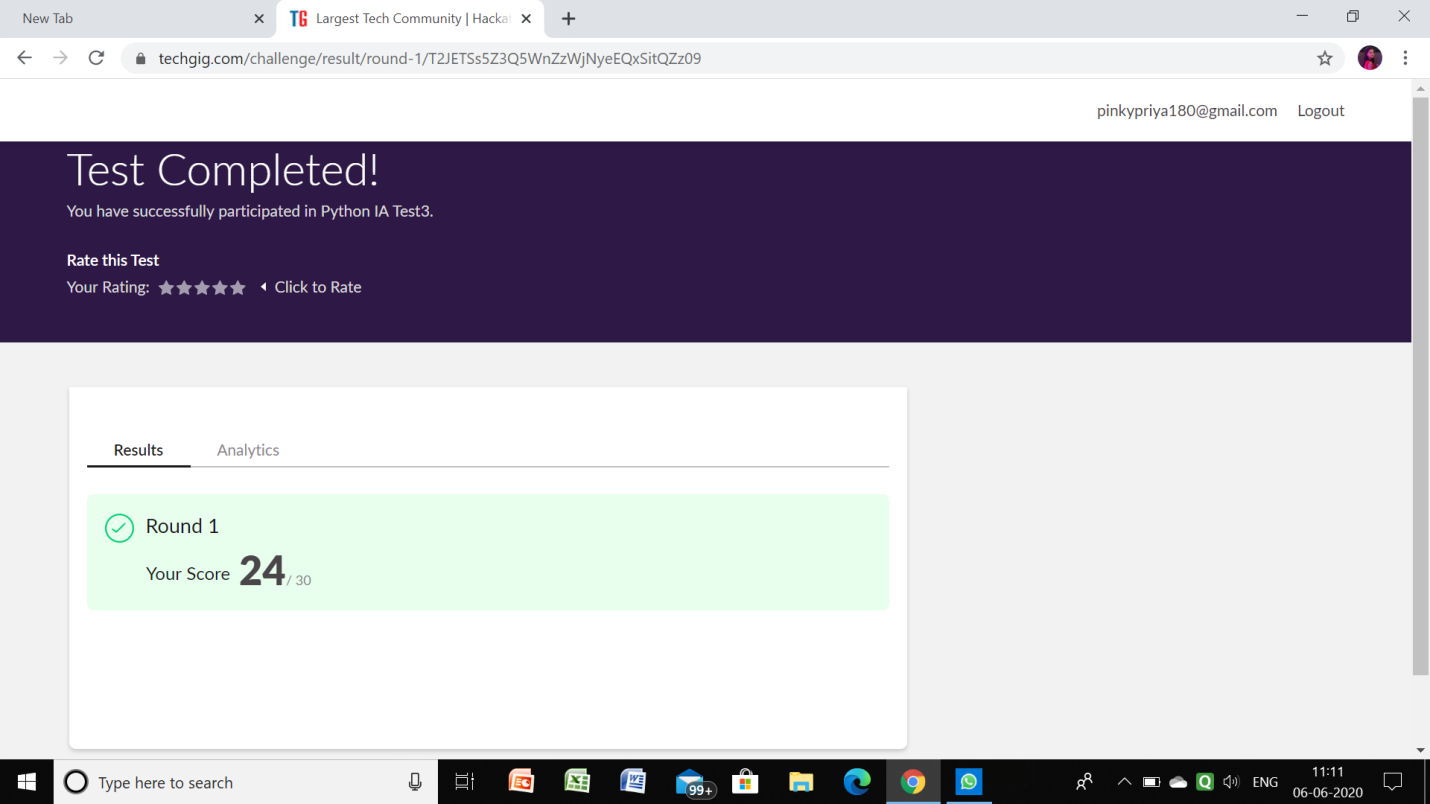 New Tab
TG Largest Tech Community | Hacka
techgig.com/challenge/result/round-1/T2JETSs5Z3Q5WnZzWjNyeEQxSitQZz09
pinkypriya180@gmail.com Logout
Test Completed!
You have successfully participated in Python IA Test3.
Rate this Test
Your Rating: Click to Rate
Results Analytics
Round 1
Your Score 24 / 30
Type here to search
99+
ENG
11:11
06-06-2020